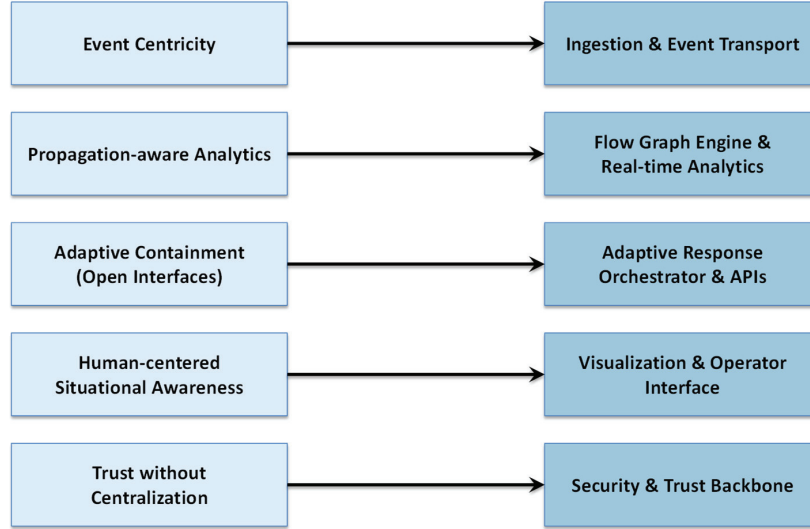 Event Centricity
Ingestion & Event Transport
Propagation-aware Analytics
Flow Graph Engine &
Real-time Analytics
Adaptive Containment
(Open Interfaces)
Adaptive Response
Orchestrator & APIs
Human-centered
Situational Awareness
Visualization & Operator
Interface
Trust without
Centralization
Security & Trust Backbone